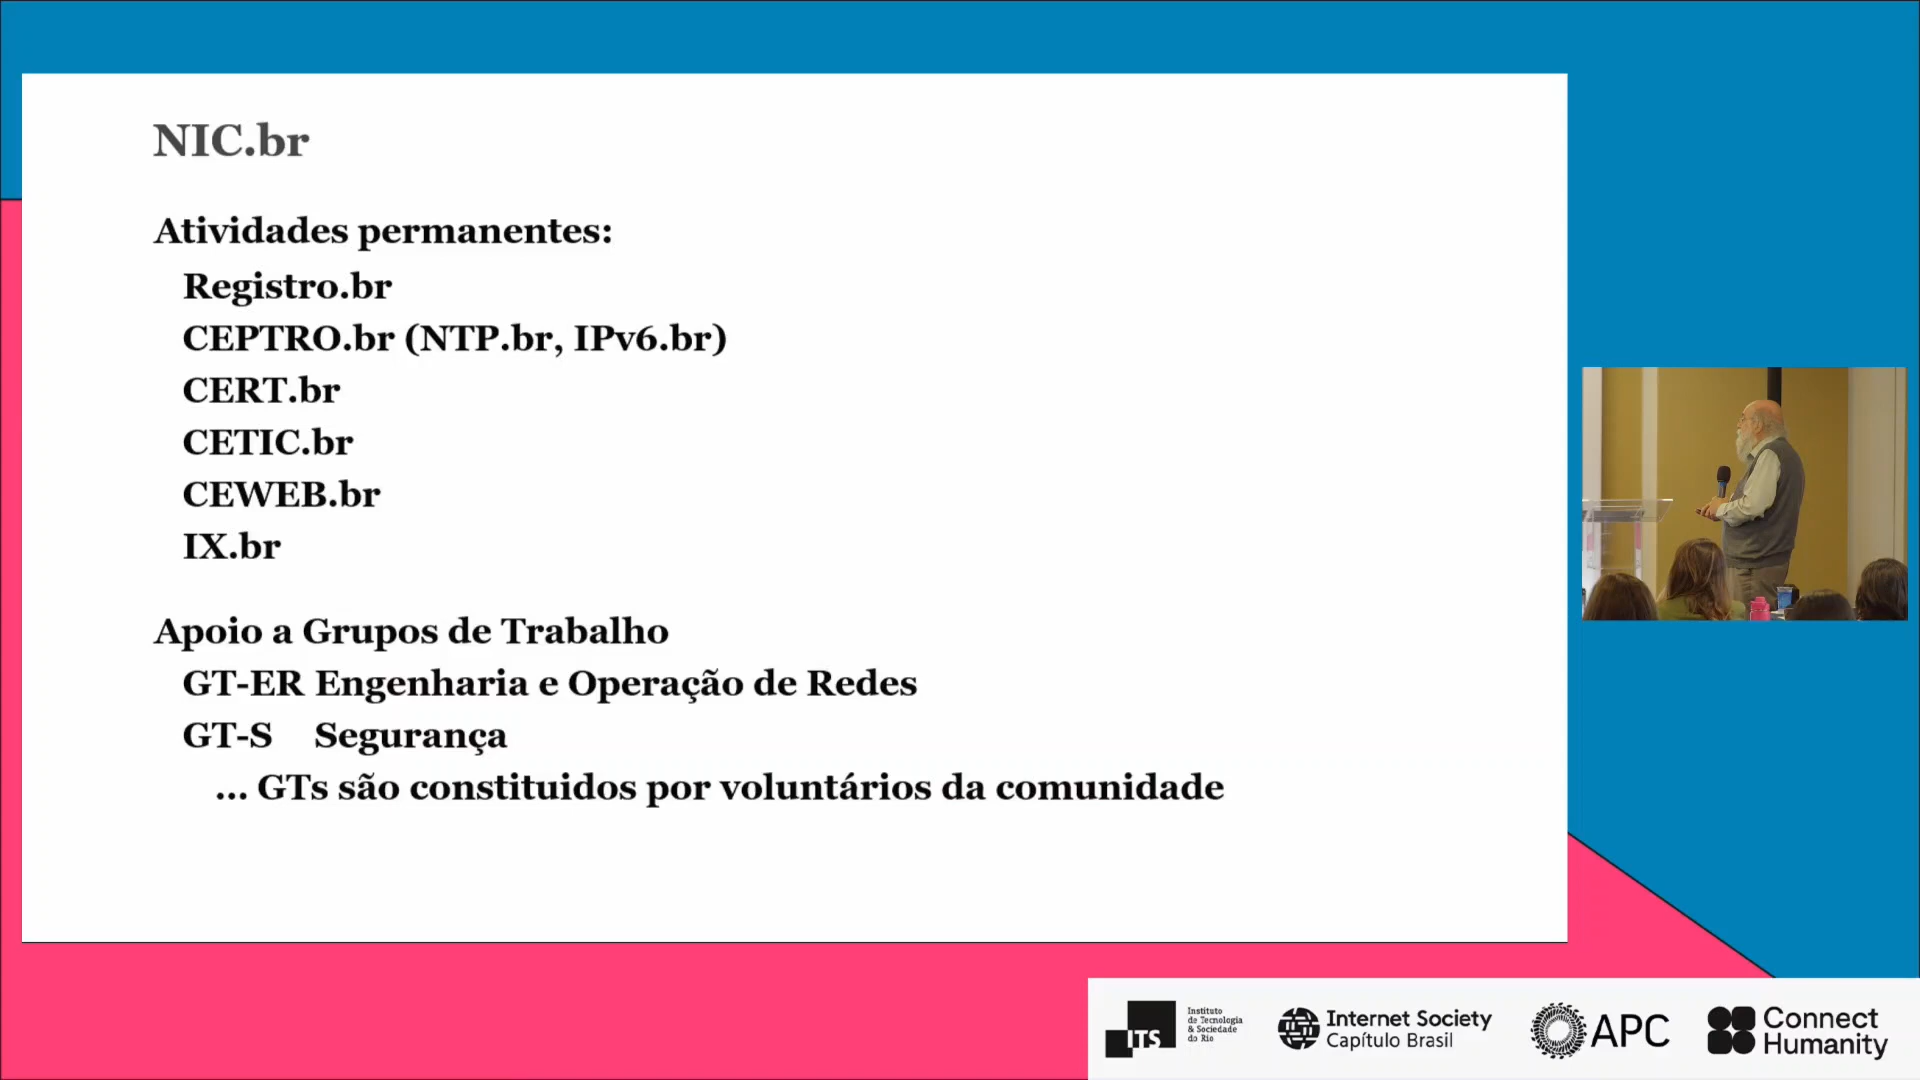 NIC.br
Atividades permanentes:
Registro.br
CEPTRO.br (NTP.br, IPv6.br)
CERT.br
CETIC.br
CEWEB.br
IX.br
Apoio a Grupos de Trabalho
GT-ER Engenharia e Operação de Redes
GT-S Segurança
... GTs são constituidos por voluntários da comunidade
ITS
Instituto
de Tecnologia
& Sociedade
do Rio
Internet Society
Capítulo Brasil
APC
Connect
Humanity